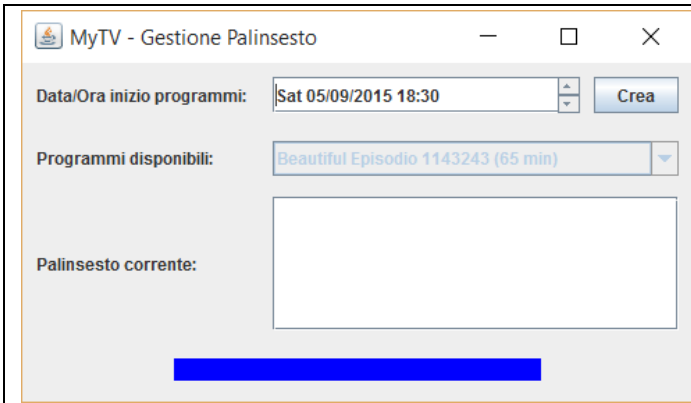 MyTV - Gestione Palinsesto
Data/Ora inizio programmi: Sat 05/09/2015 18:30 Crea
Programmi disponibili: Beautiful Episodio 1143243 (65 min)
Palinsesto corrente: